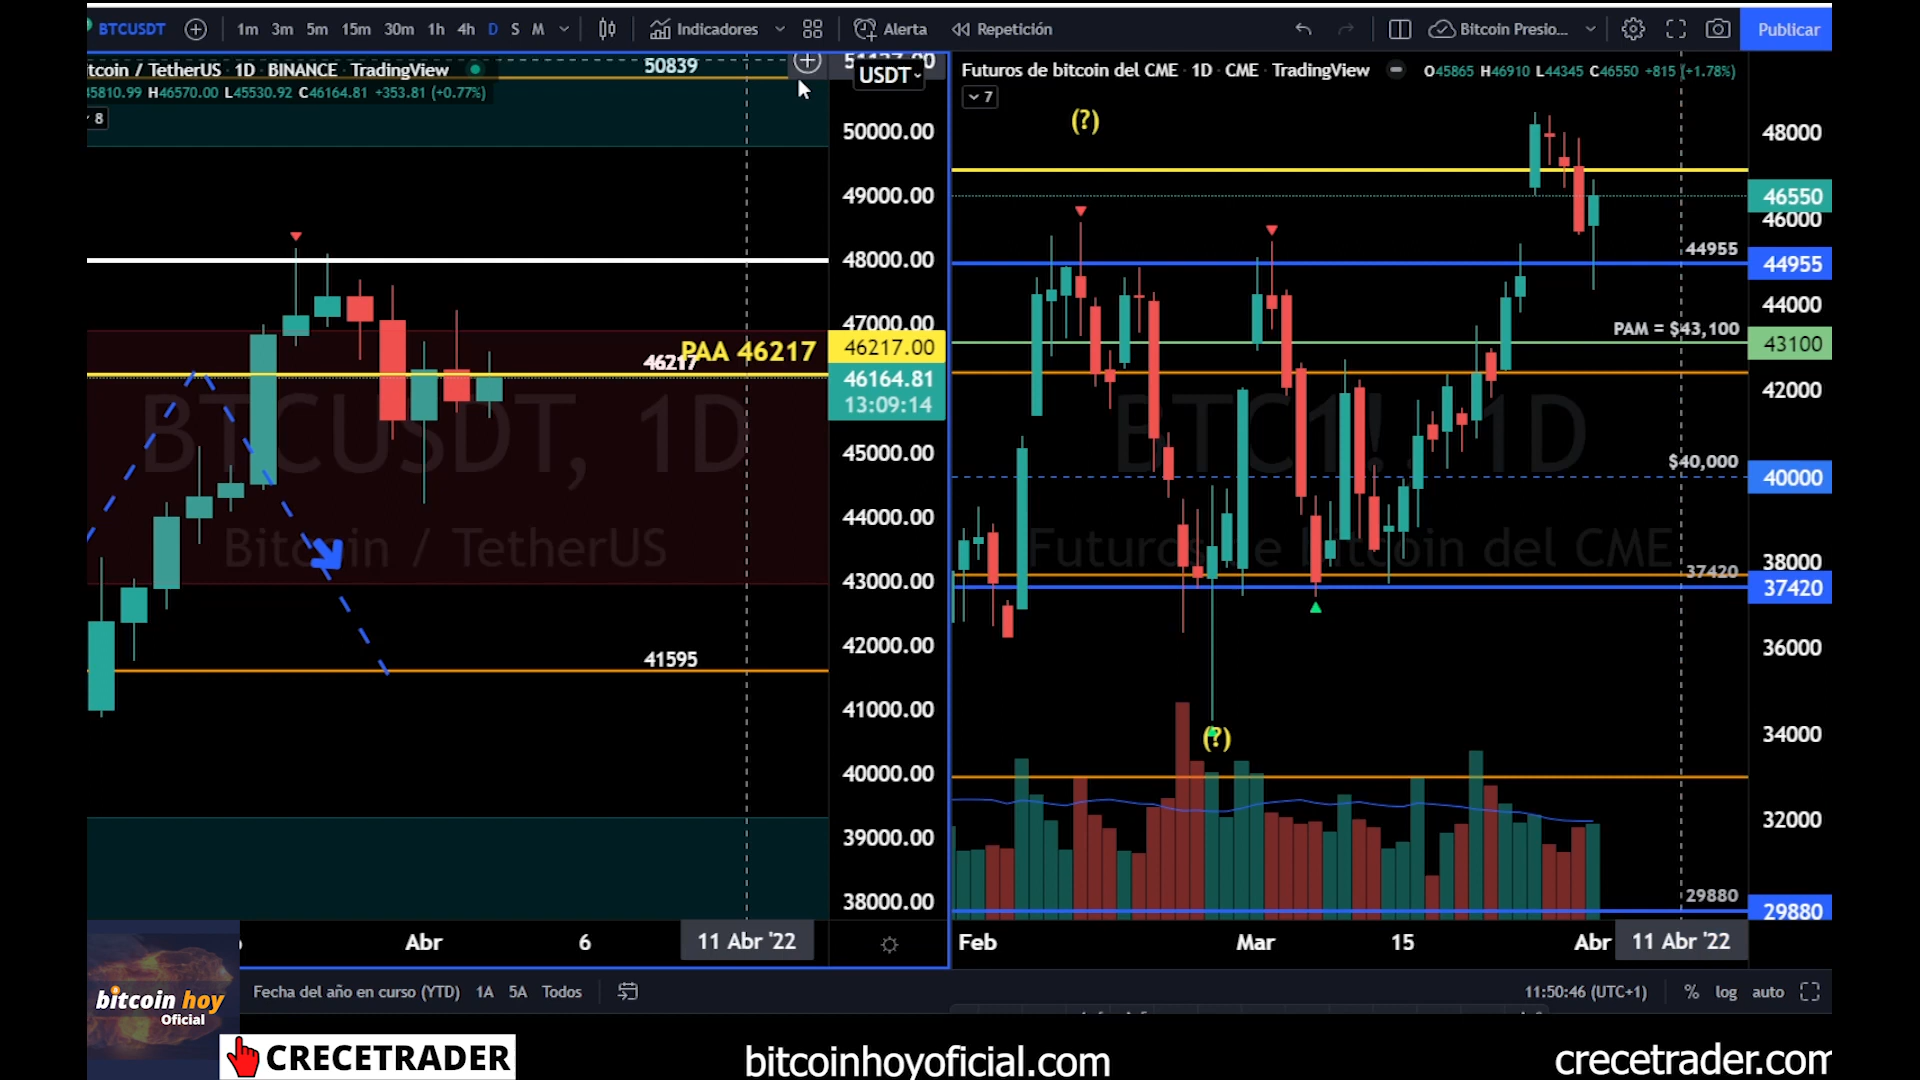 BTCUSDT 1m 3m 5m 15m 30m 1h 4h D S M Indicadores Alerta Repetición Bitcoin Presio... Publicar
itcoin / TetherUS · 1D · BINANCE · TradingView
45810.99 H46570.00 L45530.92 C46164.81 +353.81 (+0.77%)
8
50839
USDT
50000.00
49000.00
48000.00
47000.00
PAA 46217
46217
46217.00
46164.81
13:09:14
45000.00
44000.00
43000.00
42000.00
41595
41000.00
40000.00
39000.00
38000.00
BTCUSDT, 1D
Bitcoin / TetherUS
Abr 6 11 Abr '22
Futuros de bitcoin del CME · 1D · CME · TradingView O45865 H46910 L44345 C46550 +815 (+1.78%)
7
(?)
48000
46550
46000
44955
44955
44000
PAM = $43,100
43100
42000
$40,000
40000
38000
37420
37420
36000
(?)
34000
32000
29880
29880
BTC1!, 1D
Futuros de bitcoin del CME
Feb Mar 15 Abr 11 Abr '22
Fecha del año en curso (YTD) 1A 5A Todos
11:50:46 (UTC+1) % log auto
bitcoin hoy
Oficial
CRECETRADER
bitcoinhoyoficial.com
crecetrader.com